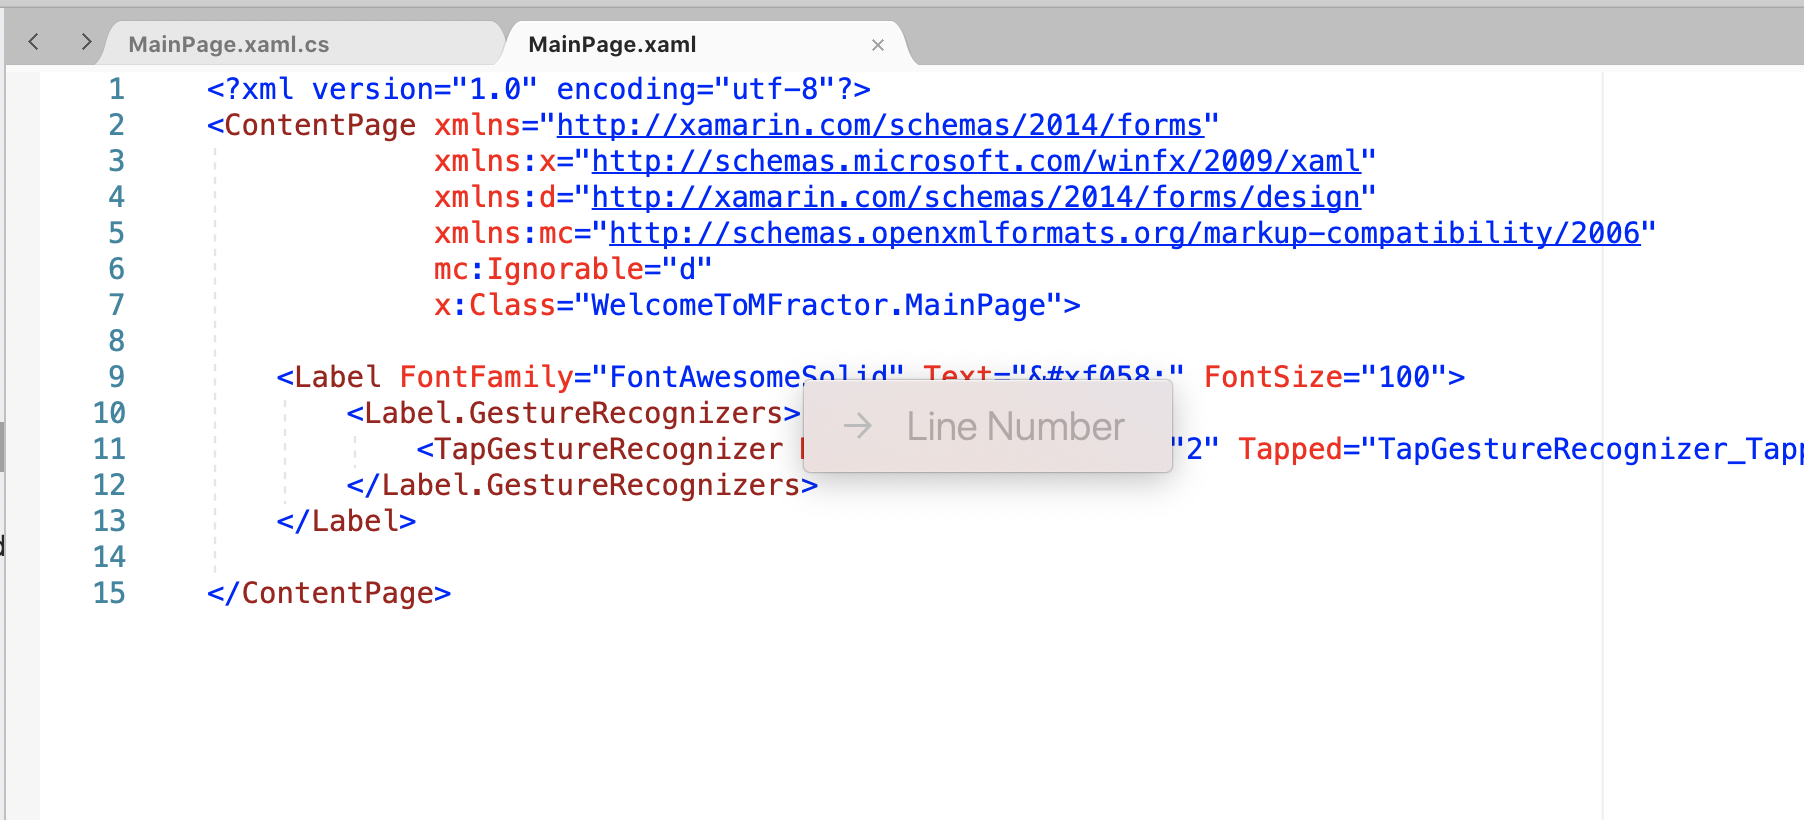 MainPage.xaml.cs
MainPage.xaml
1 <?xml version="1.0" encoding="utf-8"?>
2 <ContentPage xmlns="http://xamarin.com/schemas/2014/forms"
3 xmlns:x="http://schemas.microsoft.com/winfx/2009/xaml"
4 xmlns:d="http://xamarin.com/schemas/2014/forms/design"
5 xmlns:mc="http://schemas.openxmlformats.org/markup-compatibility/2006"
6 mc:Ignorable="d"
7 x:Class="WelcomeToMFractor.MainPage">
8
9 <Label FontFamily="FontAwesomeSolid" Text="&#xf058;" FontSize="100">
10 <Label.GestureRecognizers>
→ Line Number
11 <TapGestureRecognizer "2" Tapped="TapGestureRecognizer_Tapp
12 </Label.GestureRecognizers>
13 </Label>
14
15 </ContentPage>